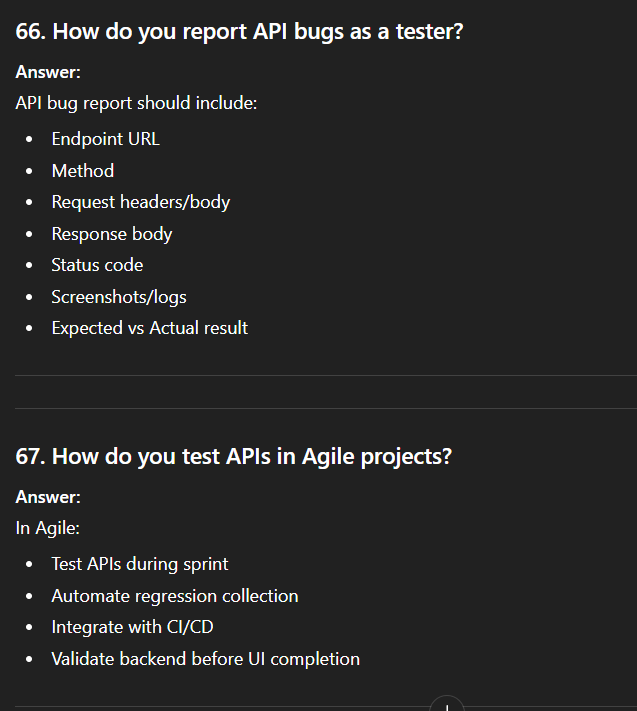 66. How do you report API bugs as a tester?
Answer:
API bug report should include:
• Endpoint URL
• Method
• Request headers/body
• Response body
• Status code
• Screenshots/logs
• Expected vs Actual result
67. How do you test APIs in Agile projects?
Answer:
In Agile:
• Test APIs during sprint
• Automate regression collection
• Integrate with CI/CD
• Validate backend before UI completion